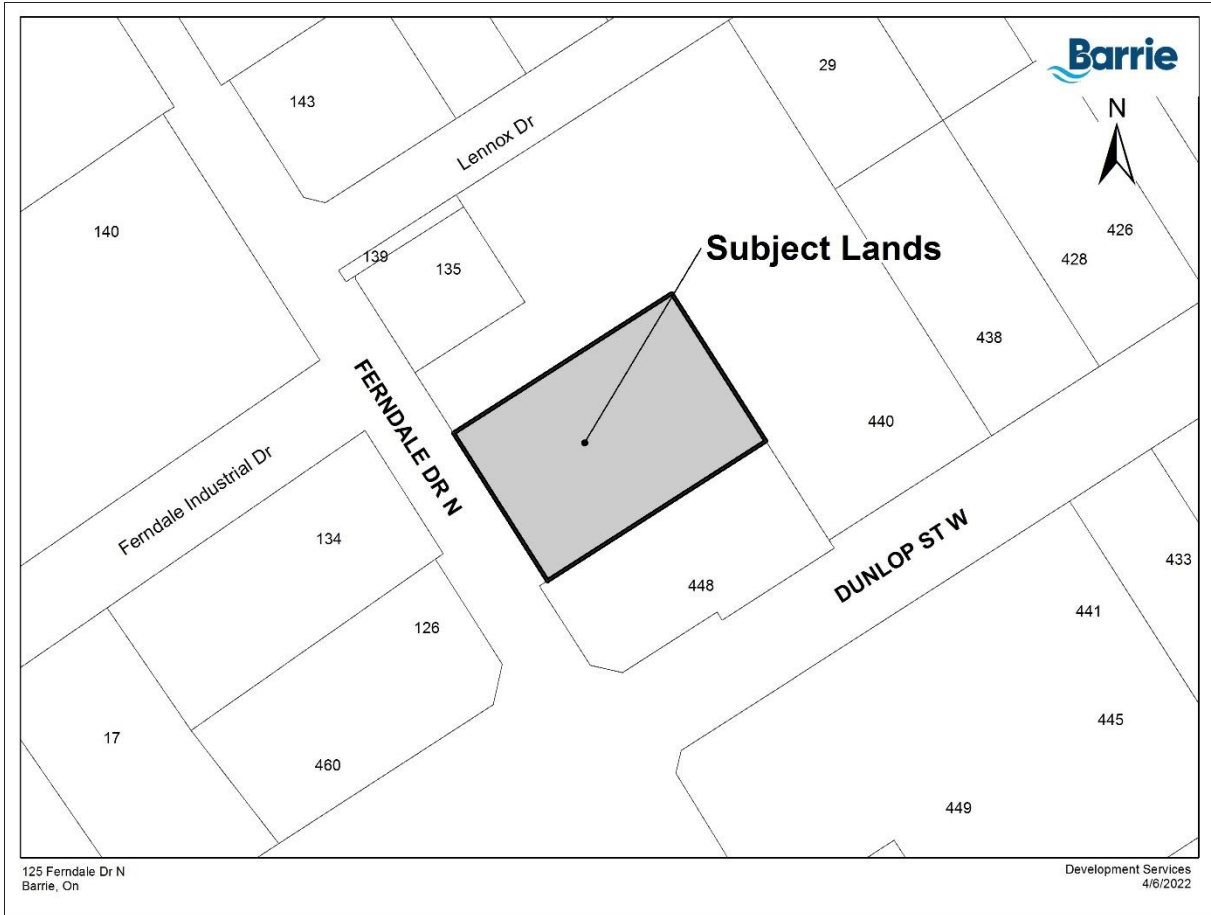 Barrie
N
29
143
Lennox Dr
140
426
428
139
135
Subject Lands
438
FERNDALE DR N
440
Ferndale Industrial Dr
134
DUNLOP ST W
433
448
441
126
445
17
460
449
125 Ferndale Dr N
Barrie, On
Development Services
4/6/2022